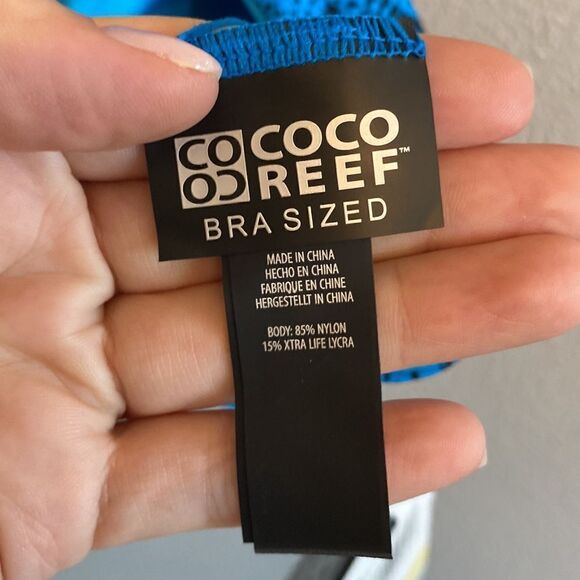 COCO
REEF™
BRA SIZED
MADE IN CHINA
HECHO EN CHINA
FABRIQUE EN CHINE
HERGESTELLT IN CHINA
BODY: 85% NYLON
15% XTRA LIFE LYCRA